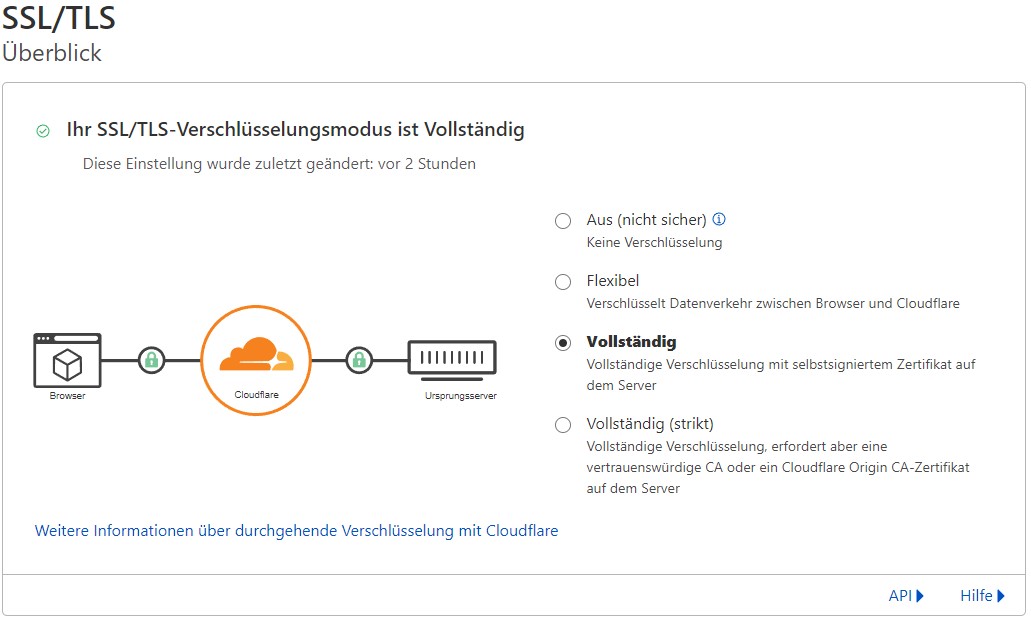 SSL/TLS
Überblick
Ihr SSL/TLS-Verschlüsselungsmodus ist Vollständig
Diese Einstellung wurde zuletzt geändert: vor 2 Stunden
Aus (nicht sicher)
Keine Verschlüsselung
Flexibel
Verschlüsselt Datenverkehr zwischen Browser und Cloudflare
Vollständig
Vollständige Verschlüsselung mit selbstsigniertem Zertifikat auf
dem Server
Vollständig (strikt)
Vollständige Verschlüsselung, erfordert aber eine
vertrauenswürdige CA oder ein Cloudflare Origin CA-Zertifikat
auf dem Server
Browser
Cloudflare
Ursprungsserver
Weitere Informationen über durchgehende Verschlüsselung mit Cloudflare
API
Hilfe